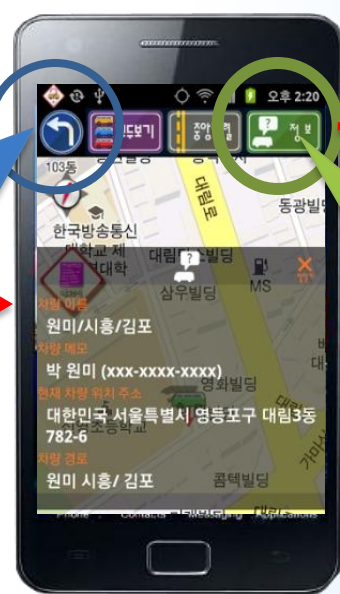 오후 2:20
정보
103동
대림로
동광빌
한국방송통신
대학교 제
대학
삼우빌딩
MS
차량 이름
원미/시흥/김포
차량 메모
박 원미 (xxx-xxxx-xxxx)
현재 차량 위치 주소
영화빌딩
대한민국 서울특별시 영등포구 대림3동
782-6
차량 경로
원미 시흥/ 김포
콤텍빌딩
Phone Contacts Messaging Applications